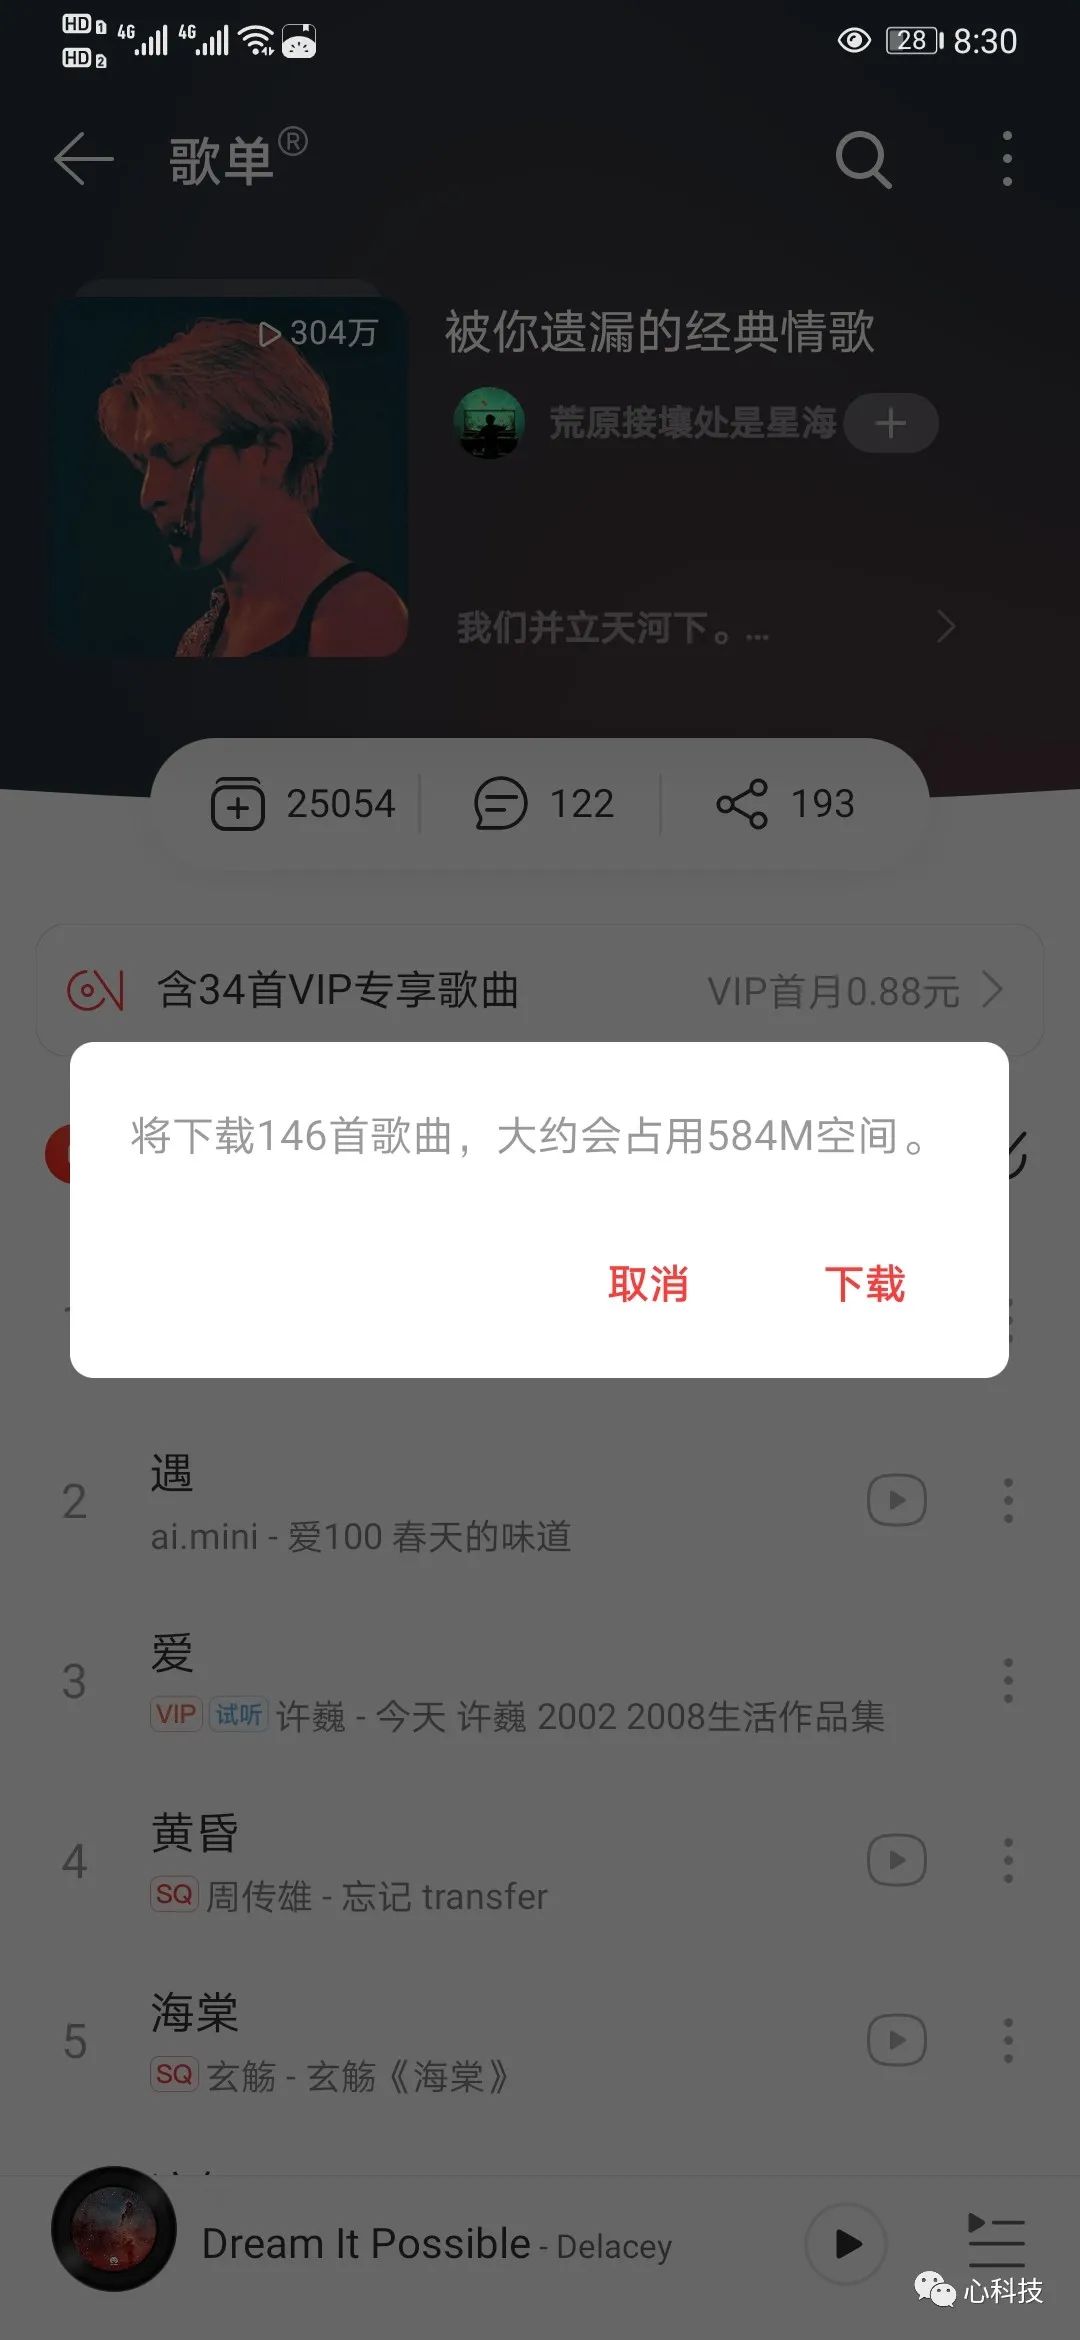 HD 1 4G 4G 28 8:30
HD 2
歌单®
304万
被你遗漏的经典情歌
荒原接壤处是星海
我们并立天河下。...
25054 122 193
含34首VIP专享歌曲 VIP首月0.88元
将下载146首歌曲，大约会占用584M空间。
取消 下载
2 遇
ai.mini - 爱100 春天的味道
3 爱
VIP 试听 许巍 - 今天 许巍 2002 2008生活作品集
4 黄昏
SQ 周传雄 - 忘记 transfer
5 海棠
SQ 玄觞 - 玄觞《海棠》
Dream It Possible - Delacey
心科技